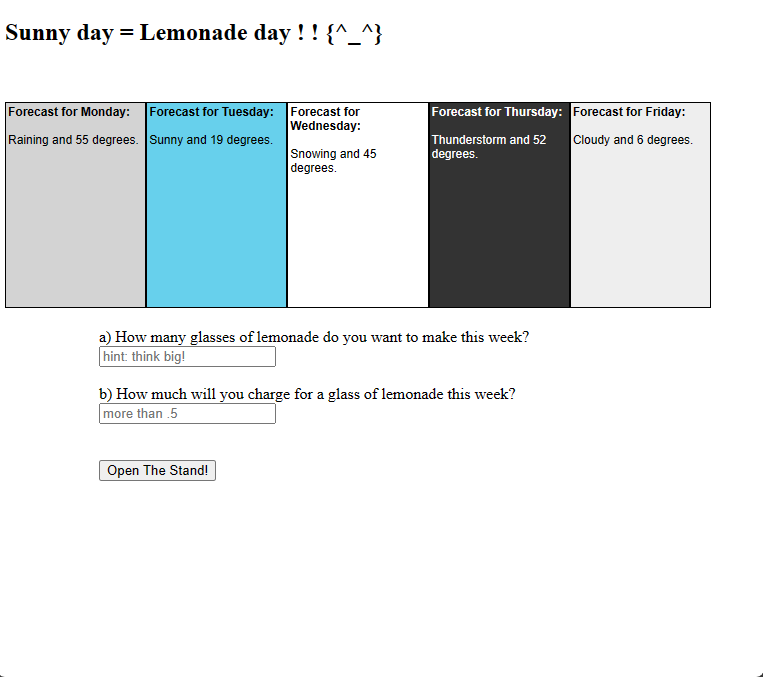 Sunny day = Lemonade day ! ! {^_^}
Forecast for Monday:
Raining and 55 degrees.
Forecast for Tuesday:
Sunny and 19 degrees.
Forecast for
Wednesday:
Snowing and 45
degrees.
Forecast for Thursday:
Thunderstorm and 52
degrees.
Forecast for Friday:
Cloudy and 6 degrees.
a) How many glasses of lemonade do you want to make this week?
hint: think big!
b) How much will you charge for a glass of lemonade this week?
more than .5
Open The Stand!